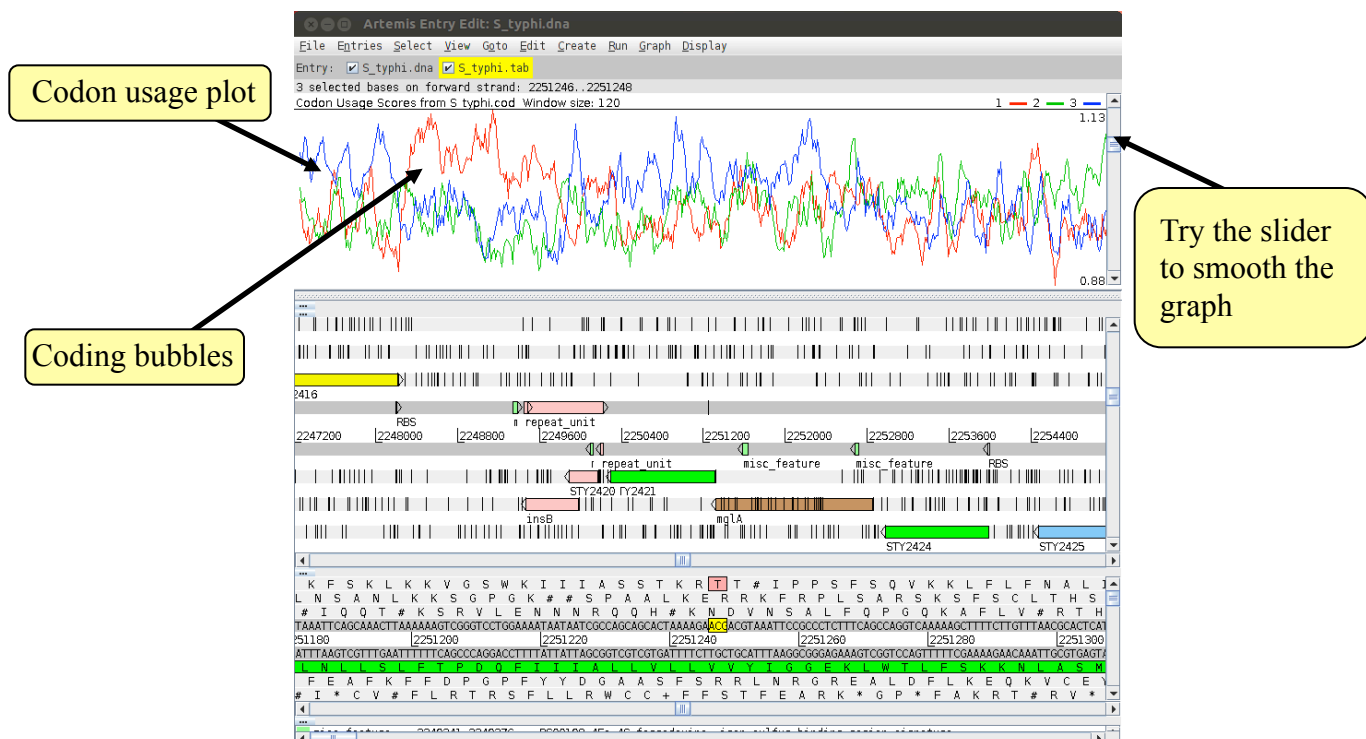 Artemis Entry Edit: S_typhi.dna
File Entries Select View Goto Edit Create Run Graph Display
Entry: S_typhi.dna S_typhi.tab
3 selected bases on forward strand: 2251246..2251248
Codon Usage Scores from S_typhi.cod Window size: 120 1 2 3
1.13
0.88
Codon usage plot
Coding bubbles
Try the slider
to smooth the
graph
2416
RBS repeat_unit
2247200 2248000 2248800 2249600 2250400 2251200 2252000 2252800 2253600 2254400
repeat_unit misc_feature misc_feature RBS
STY2420 TY2421
insB mglA
STY2424 STY2425
K F S K L K K V G S W K I I I A S S T K R T T # I P P S F S Q V K K L F L F N A L I
L N S A N L K K S G P G K # # S P A A L K E R R K F R P L S A R S K S F S C L T H S
# I Q Q T # K S R V L E N N N R Q Q H # K N D V N S A L F Q P G Q K A F L V # R T H
TAAATTCAGCAAACTTAAAAAAGTCGGGTCCTGGAAAATAATAATCGCCAGCAGCACTAAAAGAACGACGTAAATTCCGCCCTCTTTCAGCCAGGTCAAAAAGCTTTTCTTGTTTAACGCACTCAT
51180 2251200 2251220 2251240 2251260 2251280 2251300
ATTTAAGTCGTTTGAATTTTTTCAGCCCAGGACCTTTTATTATTAGCGGTCGTCGTGATTTTCTTGCTGCATTTAAGGCGGGAGAAAGTCGGTCCAGTTTTTCGAAAAGAACAAATTGCGTGAGTA
L N L L S L F T P D Q F I I I A L L V L L V V Y I G G E K L W T L F S K K N L A S M
F E A F K F F D P G P F Y Y D G A A S F S R R L N R G R E A L D F L K E Q K V C E Y
# I * C V # F L R T R S F L L R W C C + F F S T F E A R K * G P * F A K R T # R V *